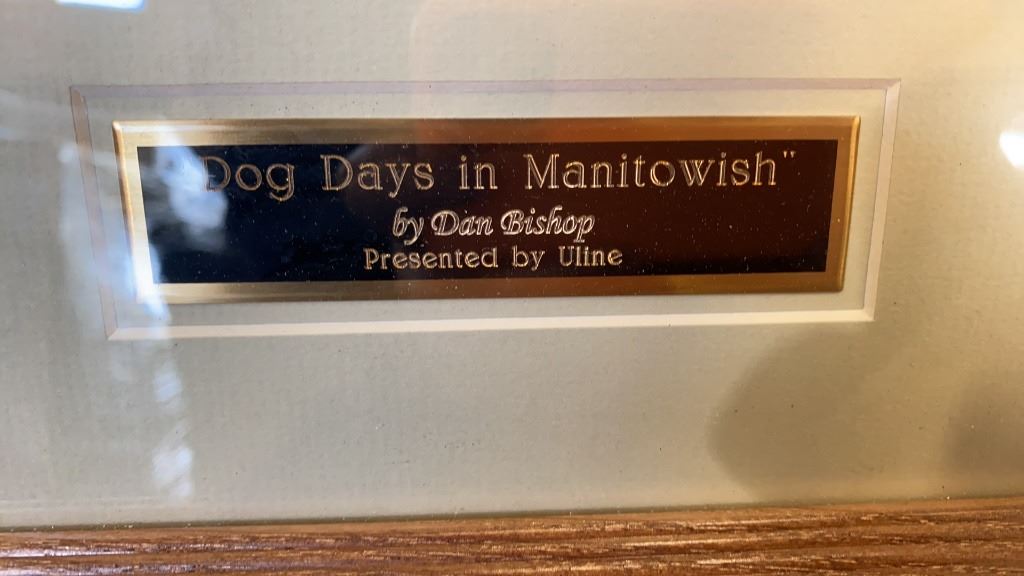 "Dog Days in Manitowish"
by Dan Bishop
Presented by Uline